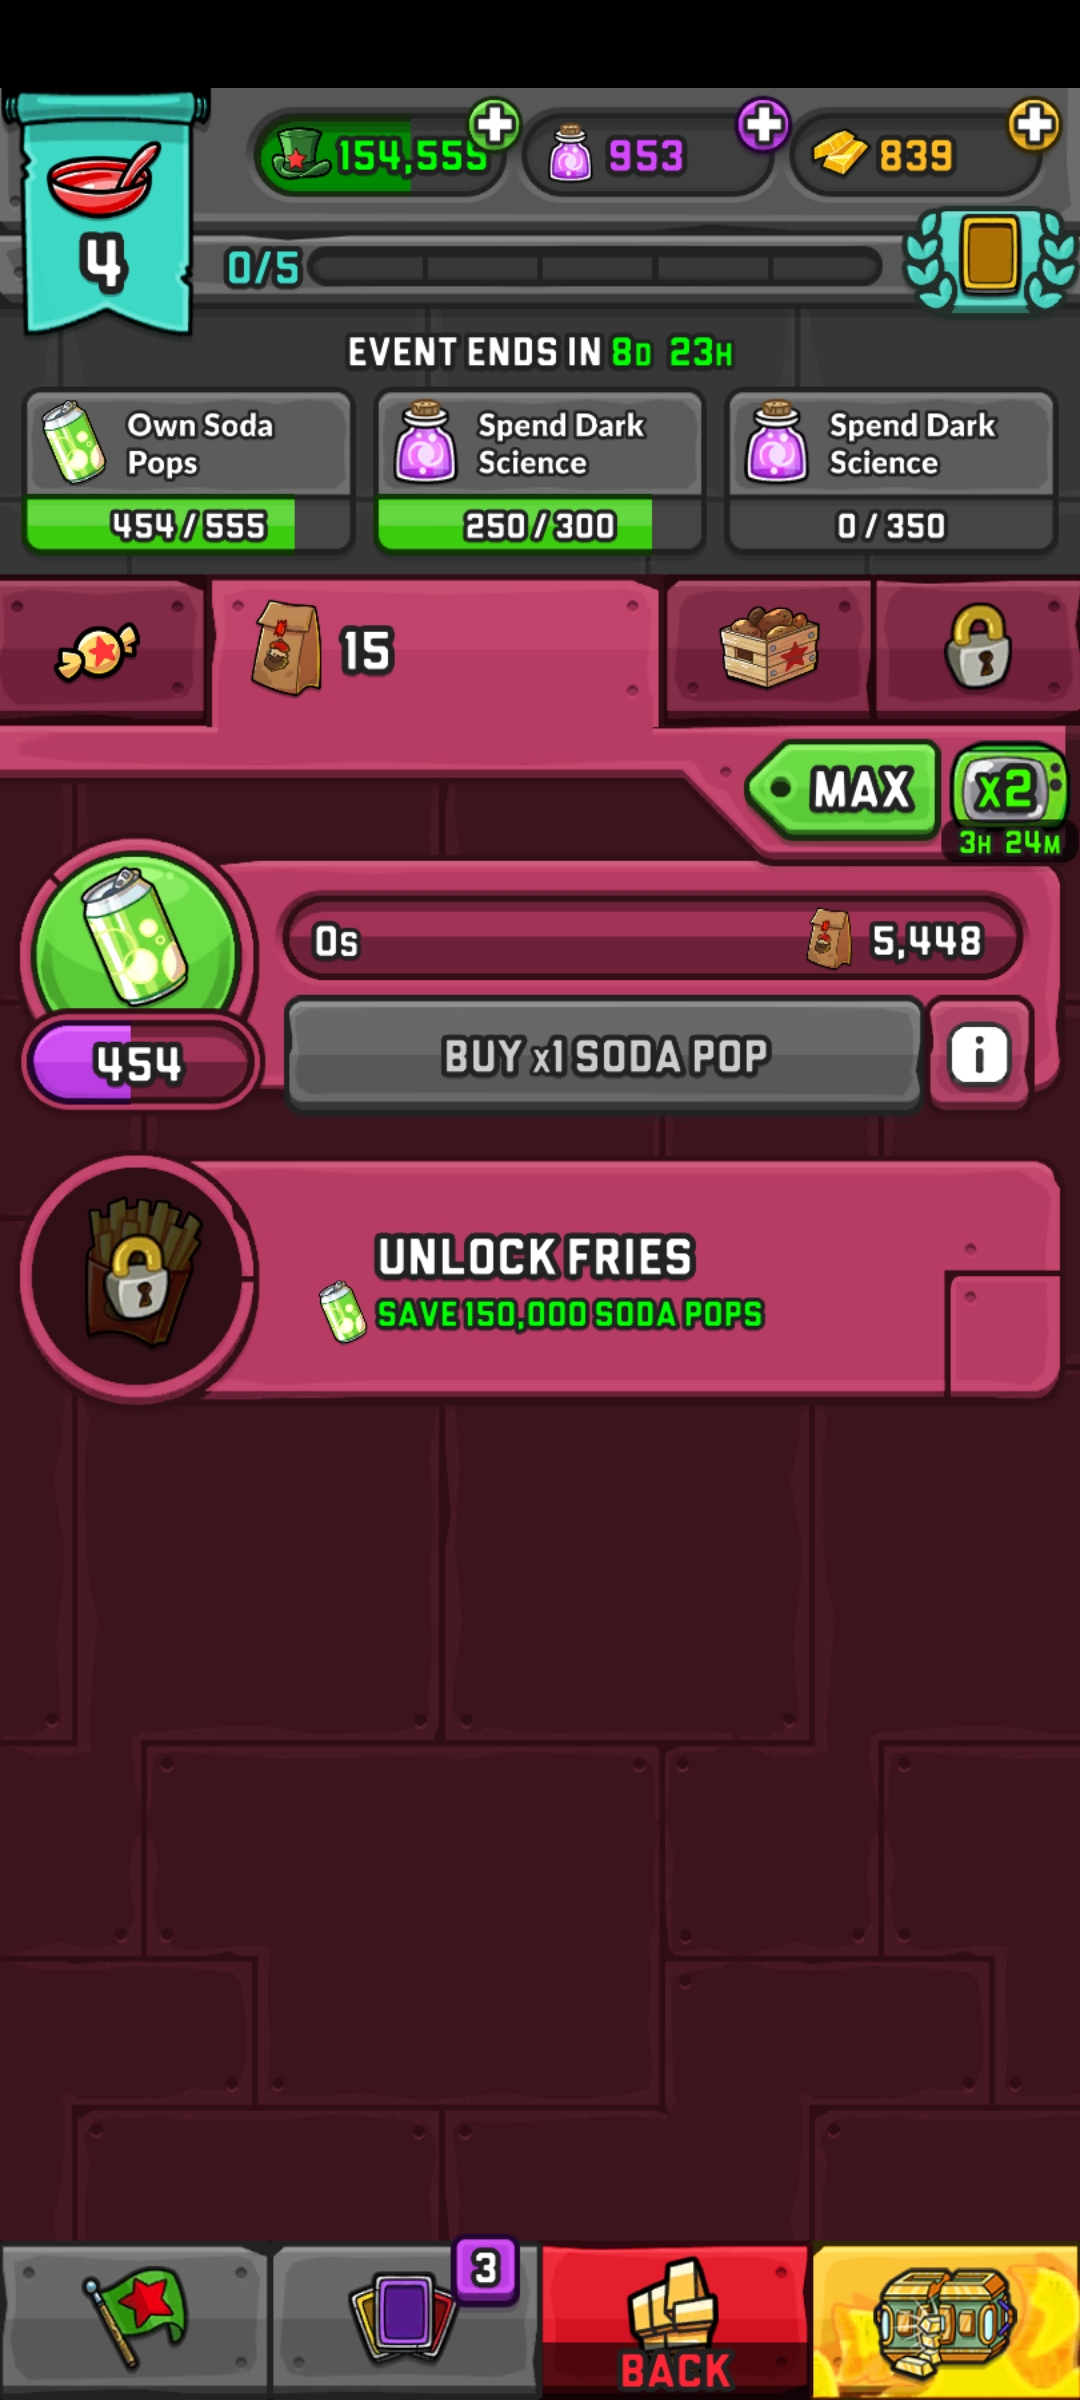 154,555
953
839
4
0/5
EVENT ENDS IN 8D 23H
Own Soda
Pops
454/555
Spend Dark
Science
250/300
Spend Dark
Science
0/350
15
MAX
x2
3H 24M
0s
5,448
454
BUY x1 SODA POP
i
UNLOCK FRIES
SAVE 150,000 SODA POPS
3
BACK